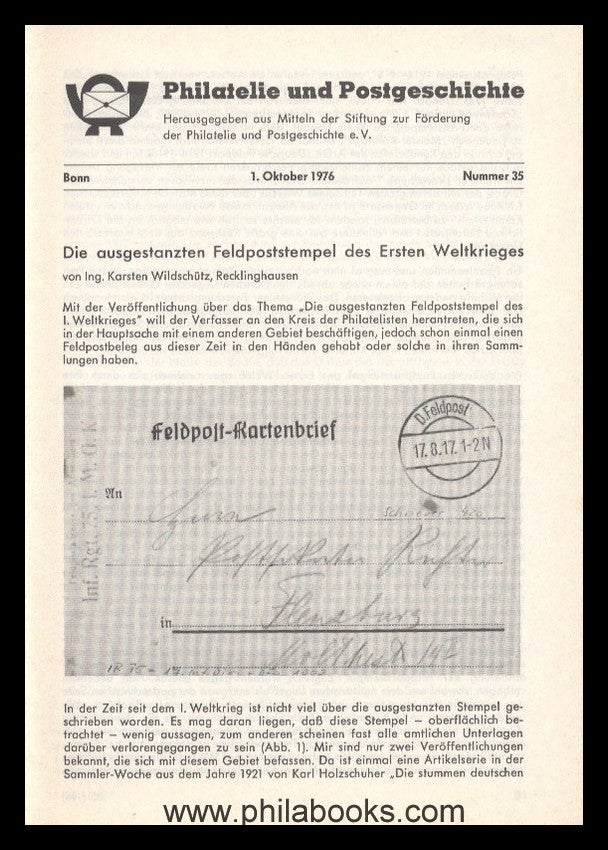 Philatelie und Postgeschichte
Herausgegeben aus Mitteln der Stiftung zur Förderung
der Philatelie und Postgeschichte e. V.
Bonn 1. Oktober 1976 Nummer 35
Die ausgestanzten Feldpoststempel des Ersten Weltkrieges
von Ing. Karsten Wildschütz, Recklinghausen
Mit der Veröffentlichung über das Thema „Die ausgestanzten Feldpoststempel des
I. Weltkrieges" will der Verfasser an den Kreis der Philatelisten herantreten, die sich
in der Hauptsache mit einem anderen Gebiet beschäftigen, jedoch schon einmal einen
Feldpostbeleg aus dieser Zeit in den Händen gehabt oder solche in ihren Samm-
lungen haben.
Feldpost-Kartenbrief
D. Feldpost
17.8.17. 1-2 N
An
Herrn
in Flensburg
Inf. Rgt. 75, I. M. G. K.
In der Zeit seit dem I. Weltkrieg ist nicht viel über die ausgestanzten Stempel ge-
schrieben worden. Es mag daran liegen, daß diese Stempel – oberflächlich be-
trachtet – wenig aussagen, zum anderen scheinen fast alle amtlichen Unterlagen
darüber verlorengegangen zu sein (Abb. 1). Mir sind nur zwei Veröffentlichungen
bekannt, die sich mit diesem Gebiet befassen. Da ist einmal eine Artikelserie in der
Sammler-Woche aus dem Jahre 1921 von Karl Holzschuher „Die stummen deutschen
www.philabooks.com